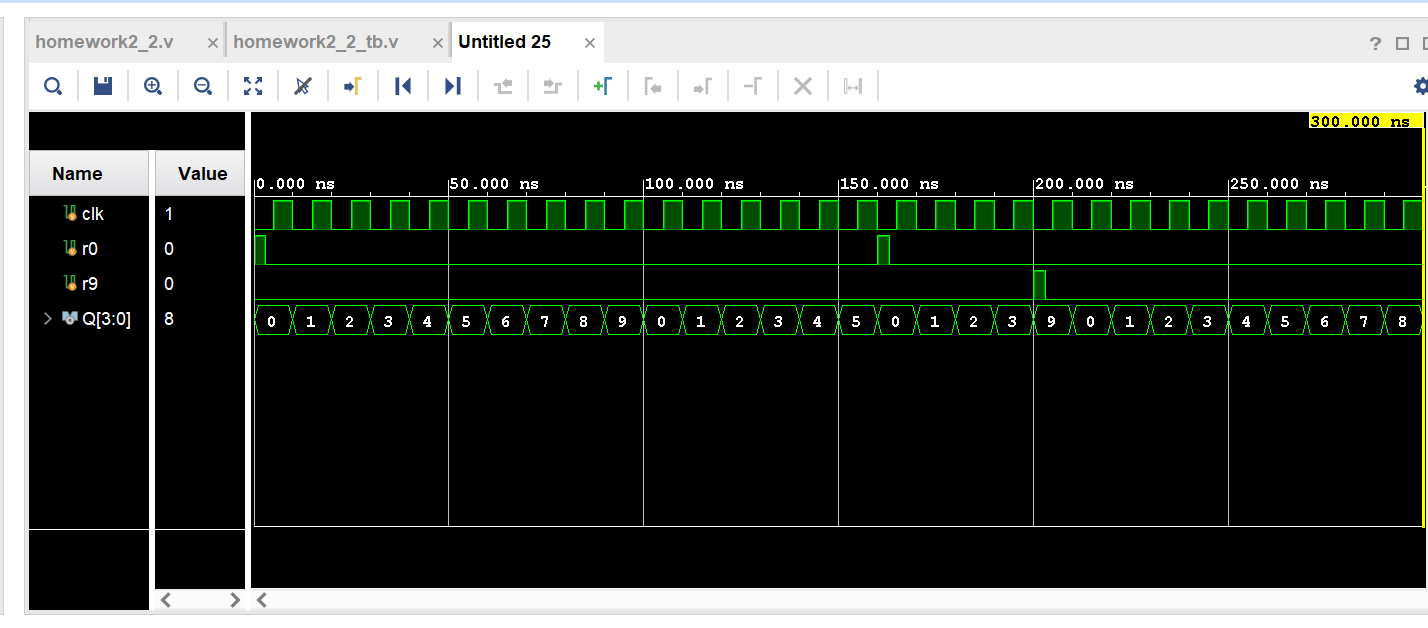 homework2_2.v × homework2_2_tb.v × Untitled 25 × ?
300.000 ns
Name Value 0.000 ns 50.000 ns 100.000 ns 150.000 ns 200.000 ns 250.000 ns
clk 1
r0 0
r9 0
Q[3:0] 8 0 1 2 3 4 5 6 7 8 9 0 1 2 3 4 5 0 1 2 3 9 0 1 2 3 4 5 6 7 8